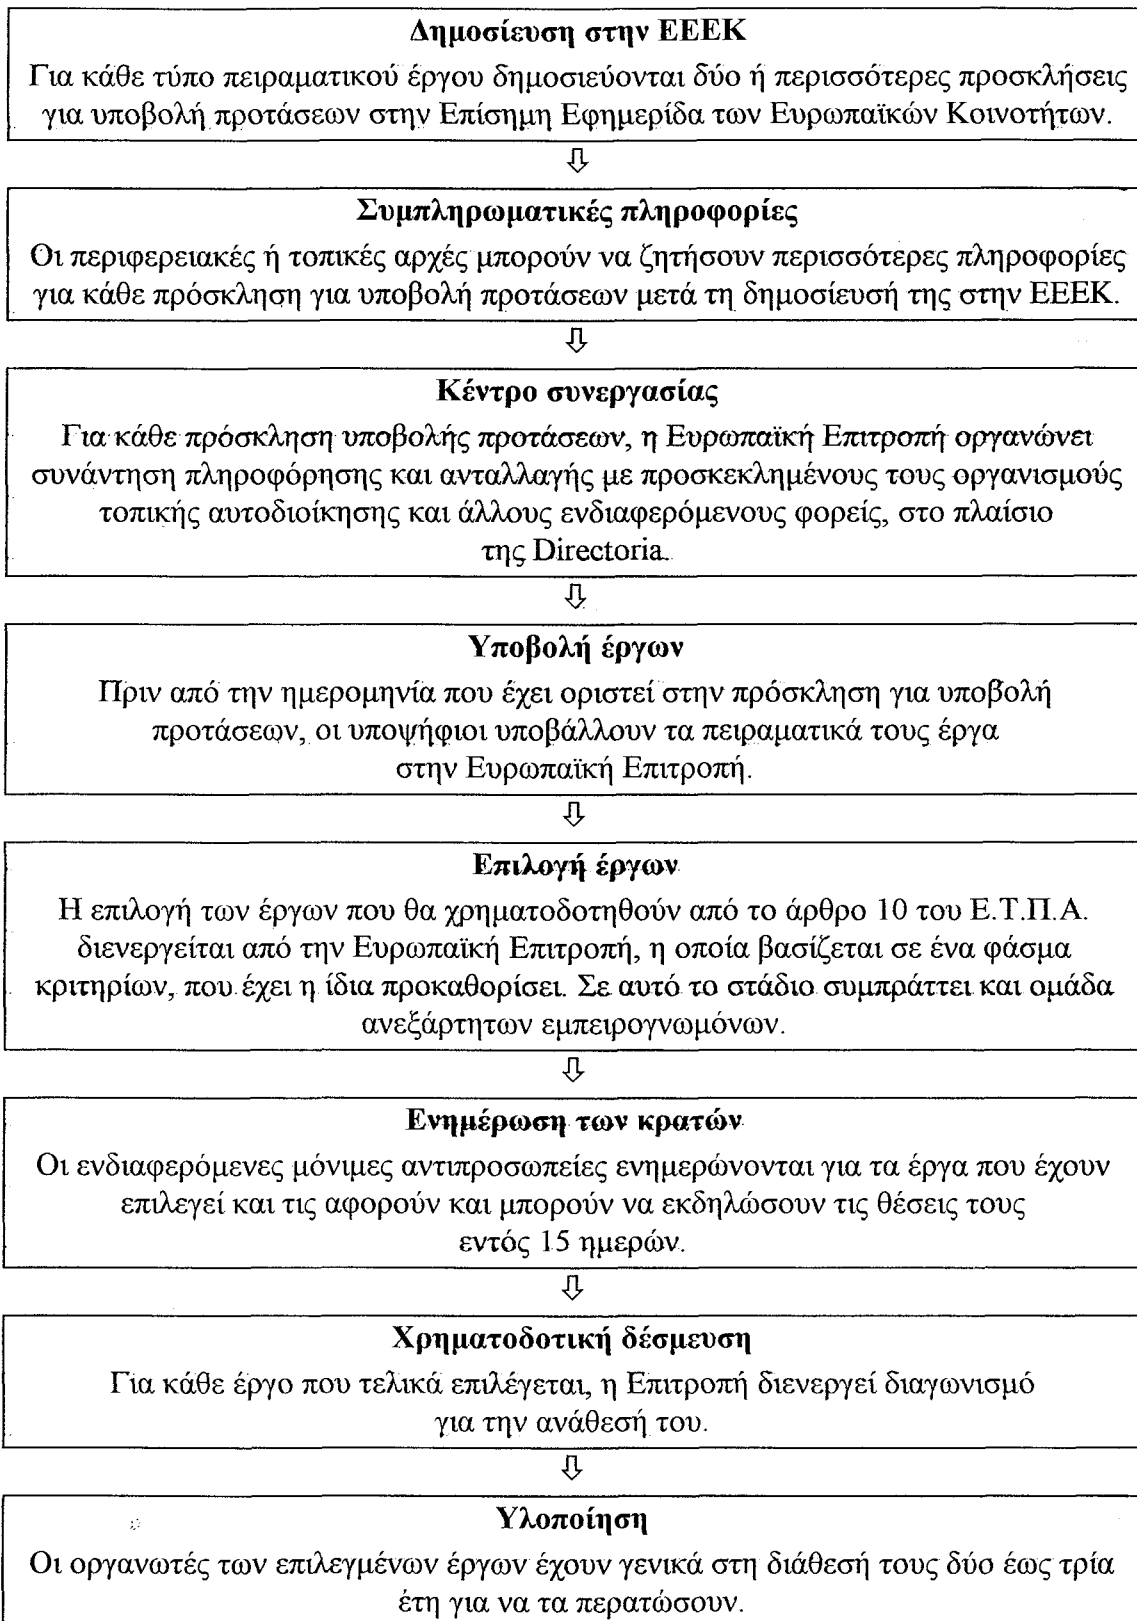 Δημοσίευση στην ΕΕΕΚ
Για κάθε τύπο πειραματικού έργου δημοσιεύονται δύο ή περισσότερες προσκλήσεις
για υποβολή προτάσεων στην Επίσημη Εφημερίδα των Ευρωπαϊκών Κοινοτήτων.
⇩
Συμπληρωματικές πληροφορίες
Οι περιφερειακές ή τοπικές αρχές μπορούν να ζητήσουν περισσότερες πληροφορίες
για κάθε πρόσκληση για υποβολή προτάσεων μετά τη δημοσίευσή της στην ΕΕΕΚ.
⇩
Κέντρο συνεργασίας
Για κάθε πρόσκληση υποβολής προτάσεων, η Ευρωπαϊκή Επιτροπή οργανώνει
συνάντηση πληροφόρησης και ανταλλαγής με προσκεκλημένους τους οργανισμούς
τοπικής αυτοδιοίκησης και άλλους ενδιαφερόμενους φορείς, στο πλαίσιο
της Directoria.
⇩
Υποβολή έργων
Πριν από την ημερομηνία που έχει οριστεί στην πρόσκληση για υποβολή
προτάσεων, οι υποψήφιοι υποβάλλουν τα πειραματικά τους έργα
στην Ευρωπαϊκή Επιτροπή.
⇩
Επιλογή έργων
Η επιλογή των έργων που θα χρηματοδοτηθούν από το άρθρο 10 του Ε.Τ.Π.Α.
διενεργείται από την Ευρωπαϊκή Επιτροπή, η οποία βασίζεται σε ένα φάσμα
κριτηρίων, που έχει η ίδια προκαθορίσει. Σε αυτό το στάδιο συμπράττει και ομάδα
ανεξάρτητων εμπειρογνωμόνων.
⇩
Ενημέρωση των κρατών
Οι ενδιαφερόμενες μόνιμες αντιπροσωπείες ενημερώνονται για τα έργα που έχουν
επιλεγεί και τις αφορούν και μπορούν να εκδηλώσουν τις θέσεις τους
εντός 15 ημερών.
⇩
Χρηματοδοτική δέσμευση
Για κάθε έργο που τελικά επιλέγεται, η Επιτροπή διενεργεί διαγωνισμό
για την ανάθεσή του.
⇩
Υλοποίηση
Οι οργανωτές των επιλεγμένων έργων έχουν γενικά στη διάθεσή τους δύο έως τρία
έτη για να τα περατώσουν.